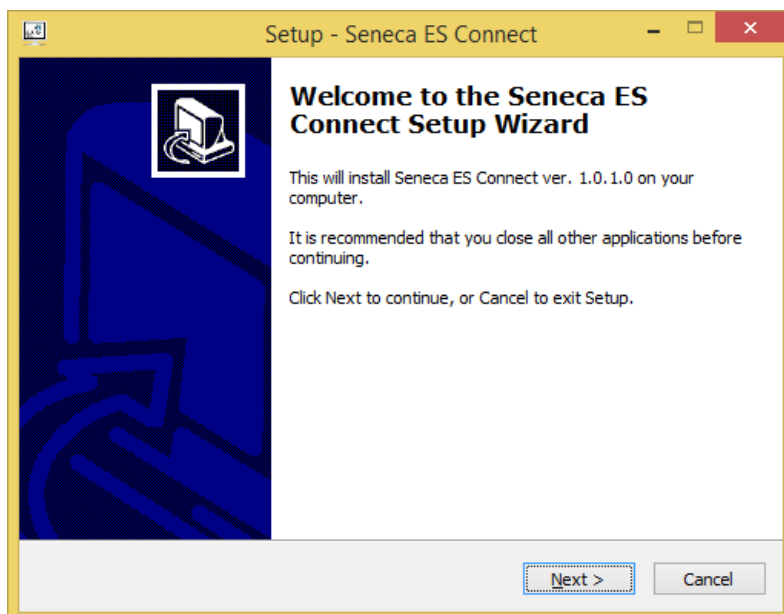 Setup - Seneca ES Connect
Welcome to the Seneca ES
Connect Setup Wizard
This will install Seneca ES Connect ver. 1.0.1.0 on your
computer.
It is recommended that you close all other applications before
continuing.
Click Next to continue, or Cancel to exit Setup.
Next >
Cancel